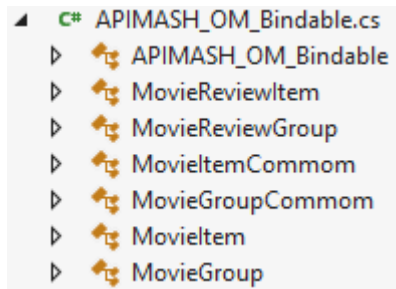 C# APIMASH_OM_Bindable.cs
APIMASH_OM_Bindable
MovieReviewItem
MovieReviewGroup
MovieItemCommom
MovieGroupCommom
MovieItem
MovieGroup